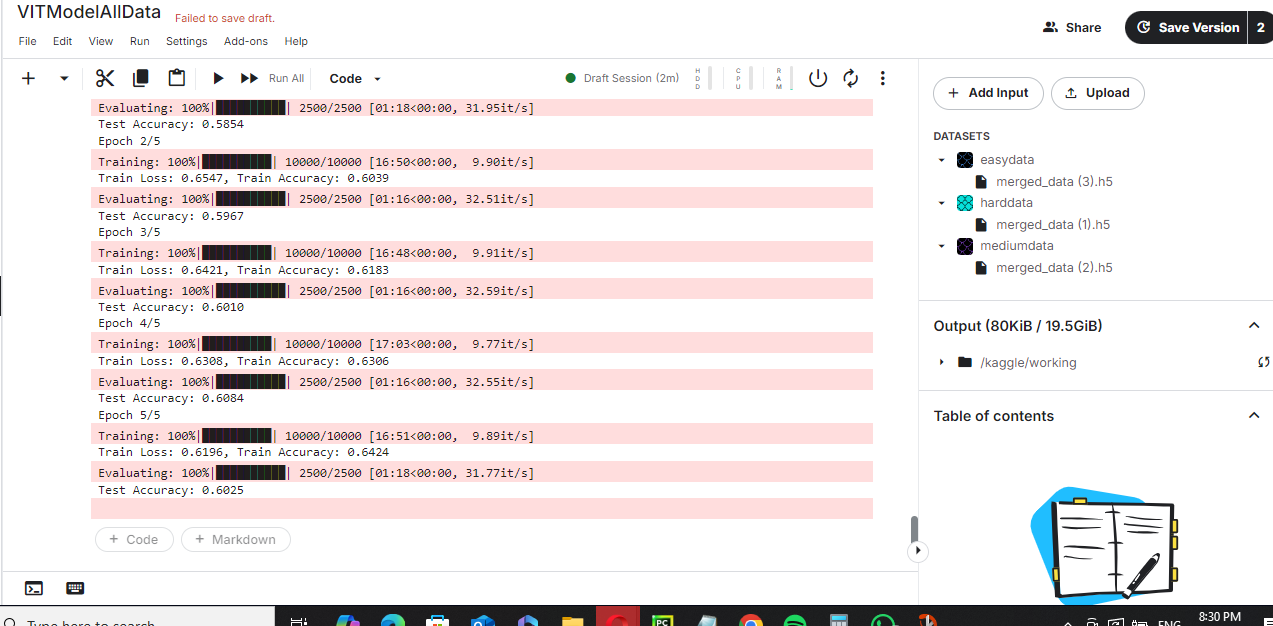 VITModelAllData
Failed to save draft.
File Edit View Run Settings Add-ons Help
Share
Save Version 2
Run All
Code
Draft Session (2m)
HDD
CPU
RAM
Evaluating: 100%|██████████| 2500/2500 [01:18<00:00, 31.95it/s]
Test Accuracy: 0.5854
Epoch 2/5
Training: 100%|██████████| 10000/10000 [16:50<00:00, 9.90it/s]
Train Loss: 0.6547, Train Accuracy: 0.6039
Evaluating: 100%|██████████| 2500/2500 [01:16<00:00, 32.51it/s]
Test Accuracy: 0.5967
Epoch 3/5
Training: 100%|██████████| 10000/10000 [16:48<00:00, 9.91it/s]
Train Loss: 0.6421, Train Accuracy: 0.6183
Evaluating: 100%|██████████| 2500/2500 [01:16<00:00, 32.59it/s]
Test Accuracy: 0.6010
Epoch 4/5
Training: 100%|██████████| 10000/10000 [17:03<00:00, 9.77it/s]
Train Loss: 0.6308, Train Accuracy: 0.6306
Evaluating: 100%|██████████| 2500/2500 [01:16<00:00, 32.55it/s]
Test Accuracy: 0.6084
Epoch 5/5
Training: 100%|██████████| 10000/10000 [16:51<00:00, 9.89it/s]
Train Loss: 0.6196, Train Accuracy: 0.6424
Evaluating: 100%|██████████| 2500/2500 [01:18<00:00, 31.77it/s]
Test Accuracy: 0.6025
+ Code
+ Markdown
+ Add Input
Upload
DATASETS
easydata
merged_data (3).h5
harddata
merged_data (1).h5
mediumdata
merged_data (2).h5
Output (80KiB / 19.5GiB)
/kaggle/working
Table of contents
Type here to search
PC
ENG
8:30 PM